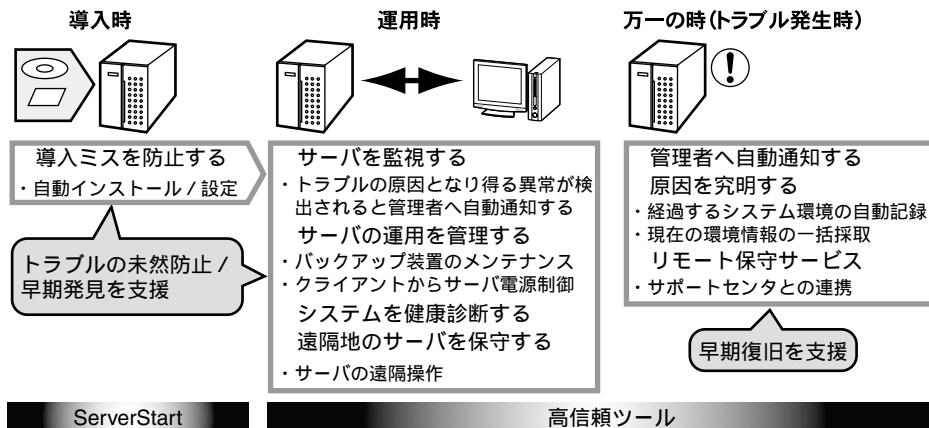 導入時
導入ミスを防止する
・自動インストール / 設定
トラブルの未然防止 /
早期発見を支援
運用時
サーバを監視する
・トラブルの原因となり得る異常が検
出されると管理者へ自動通知する
サーバの運用を管理する
・バックアップ装置のメンテナンス
・クライアントからサーバ電源制御
システムを健康診断する
遠隔地のサーバを保守する
・サーバの遠隔操作
万一の時(トラブル発生時)
!
管理者へ自動通知する
原因を究明する
・経過するシステム環境の自動記録
・現在の環境情報の一括採取
リモート保守サービス
・サポートセンタとの連携
早期復旧を支援
ServerStart
高信頼ツール